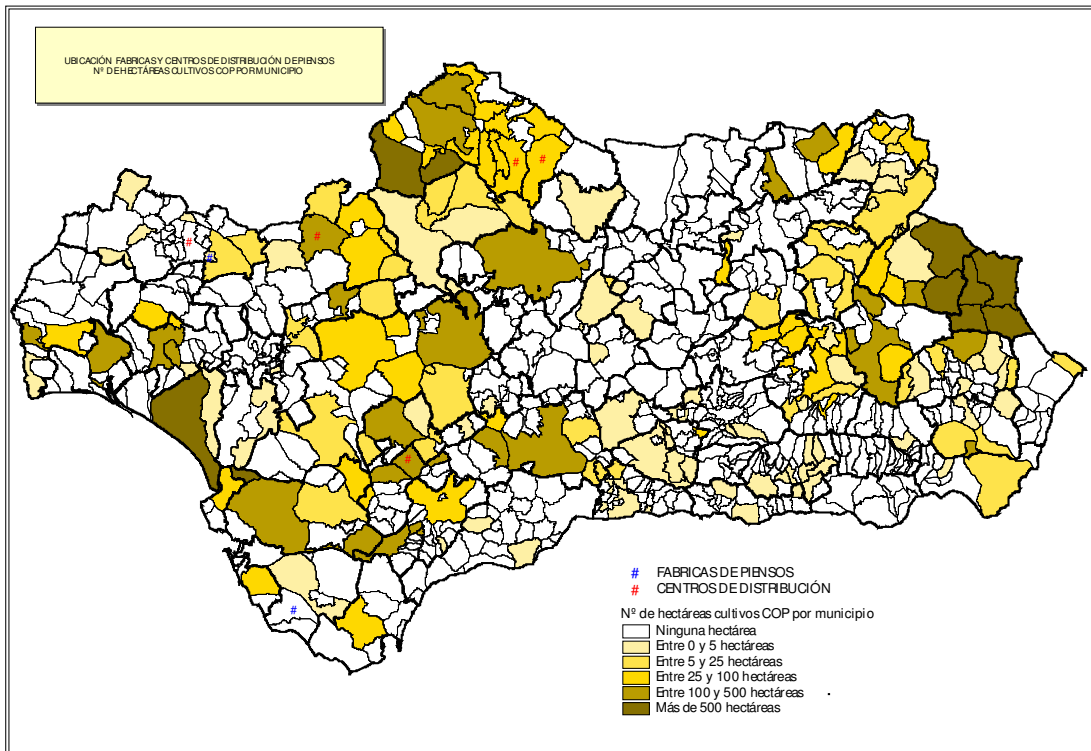 UBICACIÓN FABRICAS Y CENTROS DE DISTRIBUCIÓN DE PIENSOS
Nº DE HECTÁREAS CULTIVOS COP POR MUNICIPIO
# FABRICAS DE PIENSOS
# CENTROS DE DISTRIBUCIÓN
Nº de hectáreas cultivos COP por municipio
Ninguna hectárea
Entre 0 y 5 hectáreas
Entre 5 y 25 hectáreas
Entre 25 y 100 hectáreas
Entre 100 y 500 hectáreas
Más de 500 hectáreas